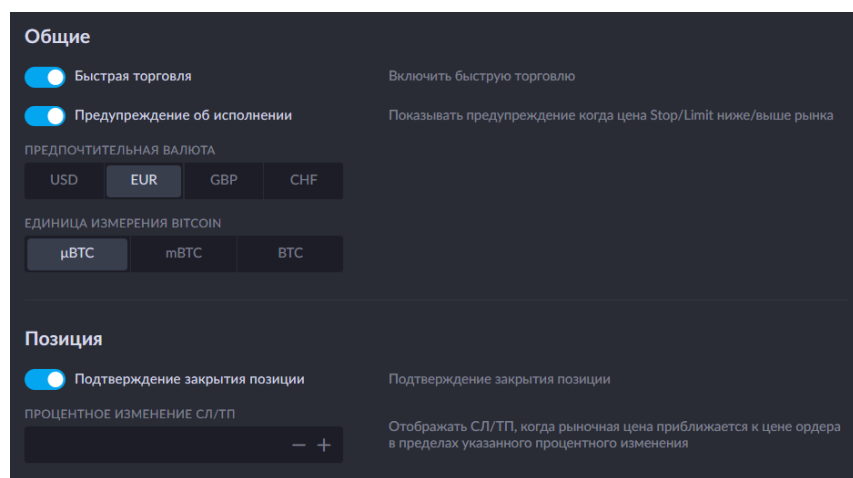 Общие
Быстрая торговля
Включить быструю торговлю
Предупреждение об исполнении
Показывать предупреждение когда цена Stop/Limit ниже/выше рынка
ПРЕДПОЧТИТЕЛЬНАЯ ВАЛЮТА
USD EUR GBP CHF
ЕДИНИЦА ИЗМЕРЕНИЯ BITCOIN
µBTC mBTC BTC
Позиция
Подтверждение закрытия позиции
Подтверждение закрытия позиции
ПРОЦЕНТНОЕ ИЗМЕНЕНИЕ СЛ/ТП
− +
Отображать СЛ/ТП, когда рыночная цена приближается к цене ордера
в пределах указанного процентного изменения